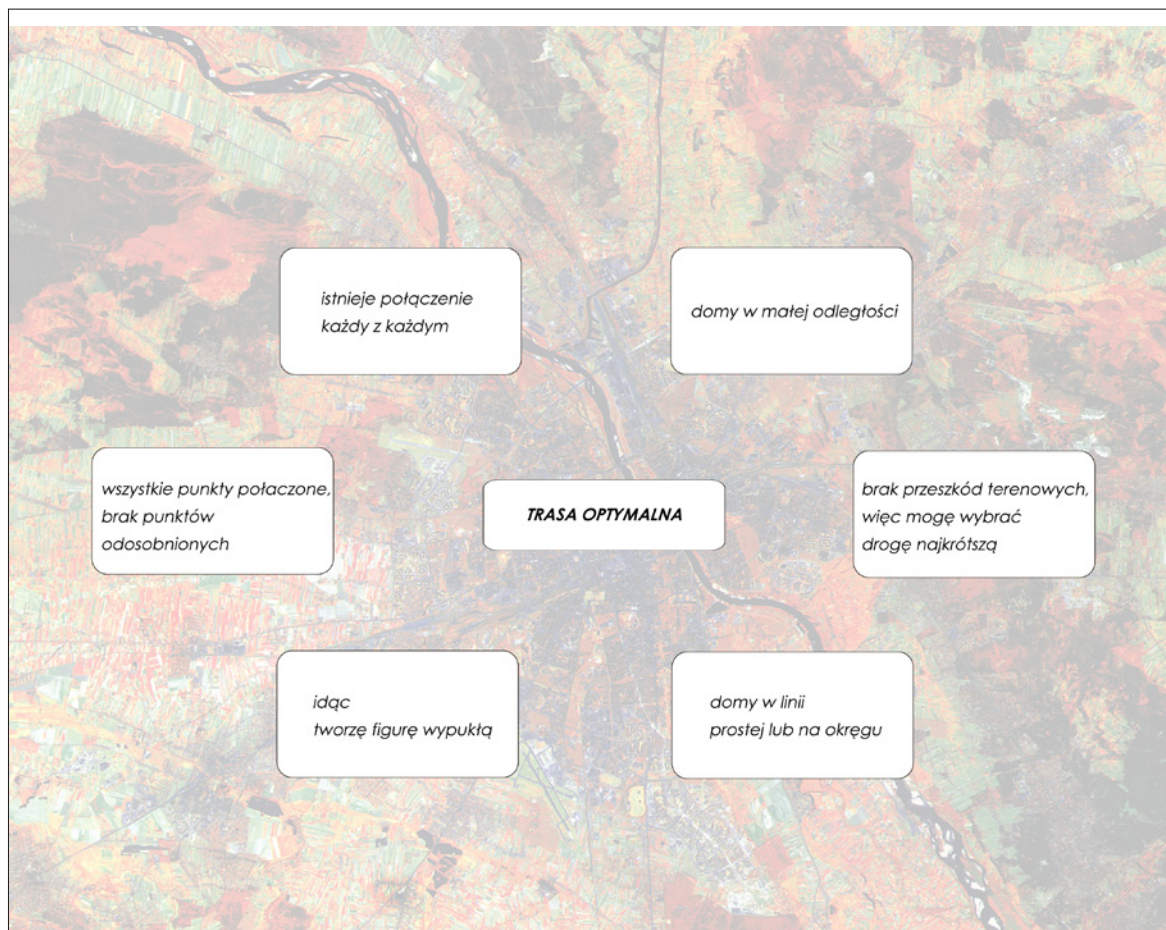 istnieje połączenie
każdy z każdym
domy w małej odległości
wszystkie punkty połaczone,
brak punktów
odosobnionych
TRASA OPTYMALNA
brak przeszkód terenowych,
więc mogę wybrać
drogę najkrótszą
idąc
tworzę figurę wypukłą
domy w linii
prostej lub na okręgu